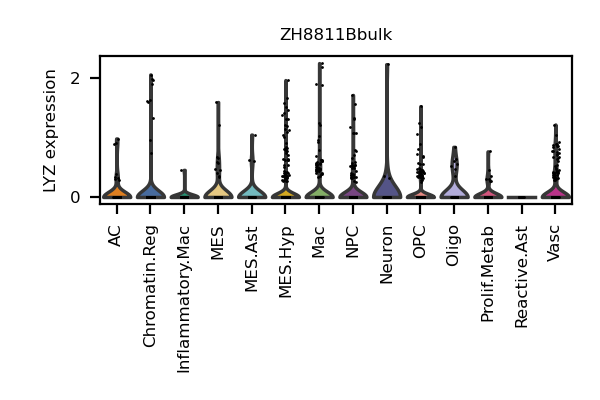 ZH8811Bbulk
LYZ expression
2
0
AC
Chromatin.Reg
Inflammatory.Mac
MES
MES.Ast
MES.Hyp
Mac
NPC
Neuron
OPC
Oligo
Prolif.Metab
Reactive.Ast
Vasc